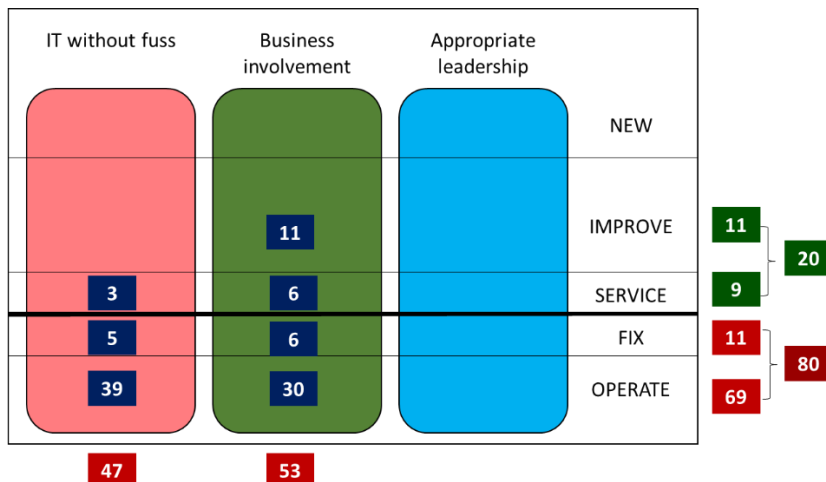 IT without fuss
Business
involvement
Appropriate
leadership
NEW
11
IMPROVE
11
20
3
6
SERVICE
9
5
6
FIX
11
80
39
30
OPERATE
69
47
53